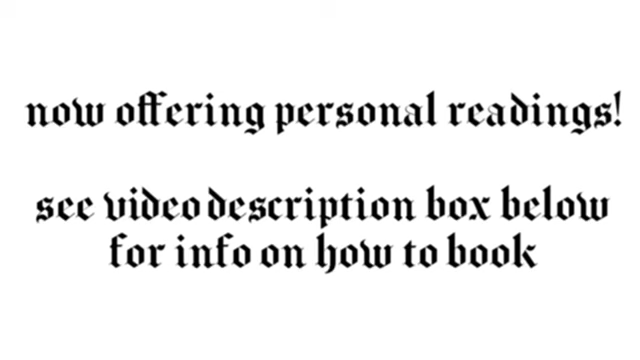 now offering personal readings!
see video description box below
for info on how to book